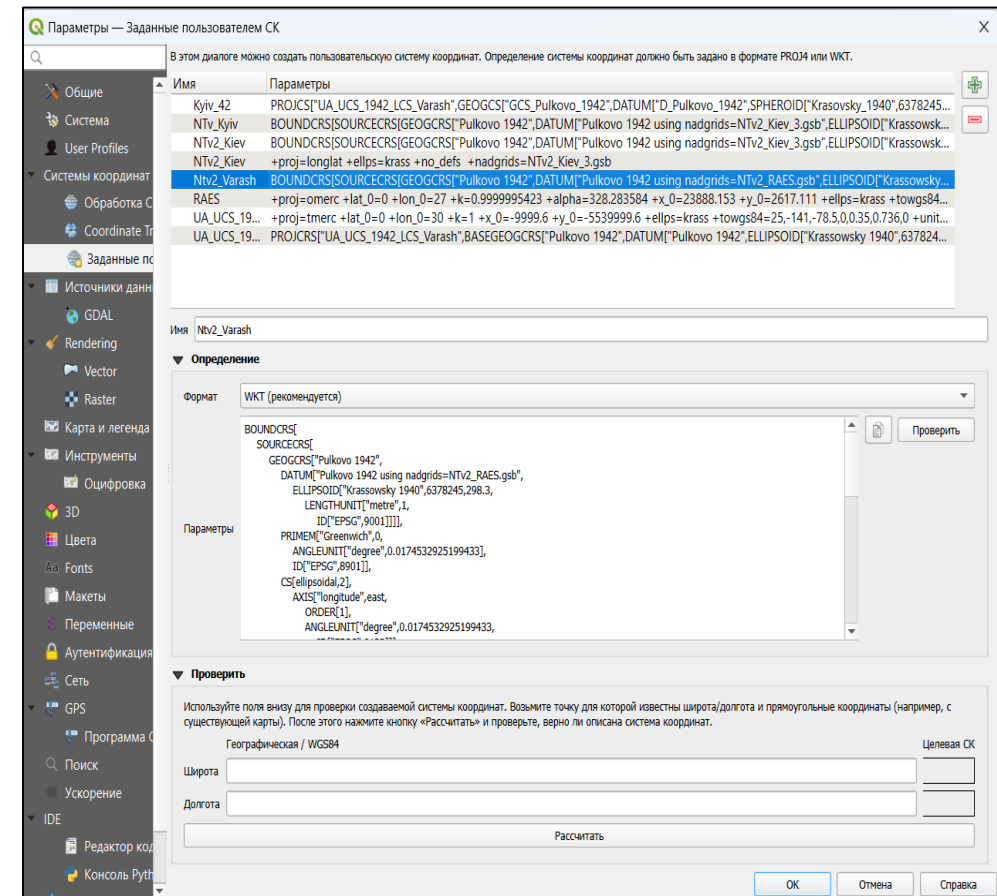 Параметры — Заданные пользователем СК
В этом диалоге можно создать пользовательскую систему координат. Определение системы координат должно быть задано в формате PROJ4 или WKT.
Общие
Система
User Profiles
Системы координат
Обработка С
Coordinate Tr
Заданные по
Источники данн
GDAL
Rendering
Vector
Raster
Карта и легенда
Инструменты
Оцифровка
3D
Цвета
Fonts
Макеты
Переменные
Аутентификация
Сеть
GPS
Программа
Поиск
Ускорение
IDE
Редактор код
Консоль Pyth
Имя Параметры
Kyiv_42 PROJCS["UA_UCS_1942_LCS_Varash",GEOGCS["GCS_Pulkovo_1942",DATUM["D_Pulkovo_1942",SPHEROID["Krasovsky_1940",6378245...
NTv_Kyiv BOUNDCRS[SOURCECRS[GEOGCRS["Pulkovo 1942",DATUM["Pulkovo 1942 using nadgrids=NTv2_Kiev_3.gsb",ELLIPSOID["Krassowsk...
NTv2_Kiev BOUNDCRS[SOURCECRS[GEOGCRS["Pulkovo 1942",DATUM["Pulkovo 1942 using nadgrids=NTv2_Kiev_3.gsb",ELLIPSOID["Krassowsk...
NTv2_Kiev +proj=longlat +ellps=krass +no_defs +nadgrids=NTv2_Kiev_3.gsb
Ntv2_Varash BOUNDCRS[SOURCECRS[GEOGCRS["Pulkovo 1942",DATUM["Pulkovo 1942 using nadgrids=NTv2_RAES.gsb",ELLIPSOID["Krassowsky...
RAES +proj=omerc +lat_0=0 +lon_0=27 +k=0.9999995423 +alpha=328.283584 +x_0=23888.153 +y_0=2617.111 +ellps=krass +towgs84...
UA_UCS_19... +proj=tmerc +lat_0=0 +lon_0=30 +k=1 +x_0=-9999.6 +y_0=-5539999.6 +ellps=krass +towgs84=25,-141,-78.5,0,0.35,0.736,0 +unit...
UA_UCS_19... PROJCRS["UA_UCS_1942_LCS_Varash",BASEGEOGCRS["Pulkovo 1942",DATUM["Pulkovo 1942",ELLIPSOID["Krassowsky 1940",637824...
Имя Ntv2_Varash
Определение
Формат WKT (рекомендуется)
Параметры
BOUNDCRS[
SOURCECRS[
GEOGCRS["Pulkovo 1942",
DATUM["Pulkovo 1942 using nadgrids=NTv2_RAES.gsb",
ELLIPSOID["Krassowsky 1940",6378245,298.3,
LENGTHUNIT["metre",1,
ID["EPSG",9001]]]],
PRIMEM["Greenwich",0,
ANGLEUNIT["degree",0.0174532925199433],
ID["EPSG",8901]],
CS[ellipsoidal,2],
AXIS["longitude",east,
ORDER[1],
ANGLEUNIT["degree",0.0174532925199433,
Проверить
Проверить
Используйте поля внизу для проверки создаваемой системы координат. Возьмите точку для которой известны широта/долгота и прямоугольные координаты (например, с
существующей карты). После этого нажмите кнопку «Рассчитать» и проверьте, верно ли описана система координат.
Географическая / WGS84 Целевая СК
Широта
Долгота
Рассчитать
OK Отмена Справка